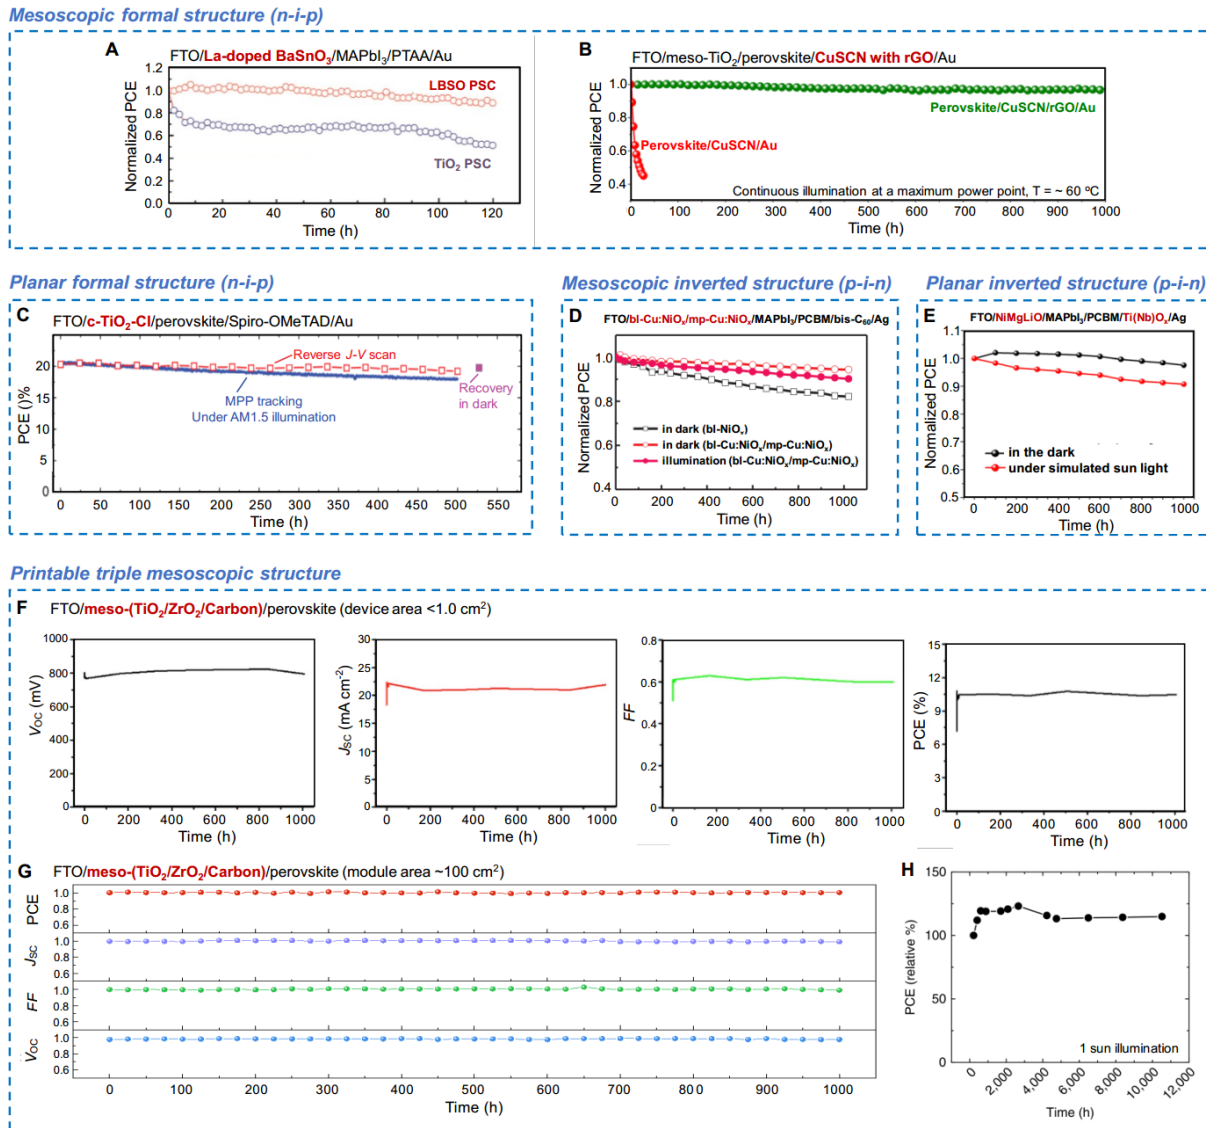 Mesoscopic formal structure (n-i-p)
A
FTO/La-doped BaSnO₃/MAPbI₃/PTAA/Au
Normalized PCE
1.2
1.0
0.8
0.6
0.4
0.2
0.0
LBSO PSC
TiO₂ PSC
0 20 40 60 80 100 120
Time (h)
B
FTO/meso-TiO₂/perovskite/CuSCN with rGO/Au
Normalized PCE
1.0
0.8
0.6
0.4
Perovskite/CuSCN/rGO/Au
Perovskite/CuSCN/Au
Continuous illumination at a maximum power point, T = ~ 60 ºC
0 100 200 300 400 500 600 700 800 900 1000
Time (h)
Planar formal structure (n-i-p)
C
FTO/c-TiO₂-Cl/perovskite/Spiro-OMeTAD/Au
PCE ()%
20
15
10
5
0
Reverse J-V scan
MPP tracking
Under AM1.5 illumination
Recovery
in dark
0 50 100 150 200 250 300 350 400 450 500 550
Time (h)
Mesoscopic inverted structure (p-i-n)
D
FTO/bl-Cu:NiOₓ/mp-Cu:NiOₓ/MAPbI₃/PCBM/bis-C₆₀/Ag
Normalized PCE
1.0
0.8
0.6
0.4
in dark (bl-NiOₓ)
in dark (bl-Cu:NiOₓ/mp-Cu:NiOₓ)
illumination (bl-Cu:NiOₓ/mp-Cu:NiOₓ)
0 200 400 600 800 1000
Time (h)
Planar inverted structure (p-i-n)
E
FTO/NiMgLiO/MAPbI₃/PCBM/Ti(Nb)Oₓ/Ag
Normalized PCE
1.1
1.0
0.9
0.8
0.7
0.6
0.5
in the dark
under simulated sun light
0 200 400 600 800 1000
Time (h)
Printable triple mesoscopic structure
F
FTO/meso-(TiO₂/ZrO₂/Carbon)/perovskite (device area <1.0 cm²)
V_OC (mV)
1000
800
600
400
200
0
0 200 400 600 800 1000
Time (h)
J_SC (mA cm⁻²)
30
25
20
15
10
5
0
0 200 400 600 800 1000
Time (h)
FF
0.8
0.6
0.4
0.2
0
0 200 400 600 800 1000
Time (h)
PCE (%)
15
12
9
6
3
0
0 200 400 600 800 1000
Time (h)
G
FTO/meso-(TiO₂/ZrO₂/Carbon)/perovskite (module area ~100 cm²)
PCE
1.0
0.8
0.6
J_SC
1.0
0.8
0.6
FF
1.0
0.8
0.6
V_OC
1.0
0.8
0.6
0 100 200 300 400 500 600 700 800 900 1000
Time (h)
H
PCE (relative %)
150
100
50
0
1 sun illumination
0 2,000 4,000 6,000 8,000 10,000 12,000
Time (h)